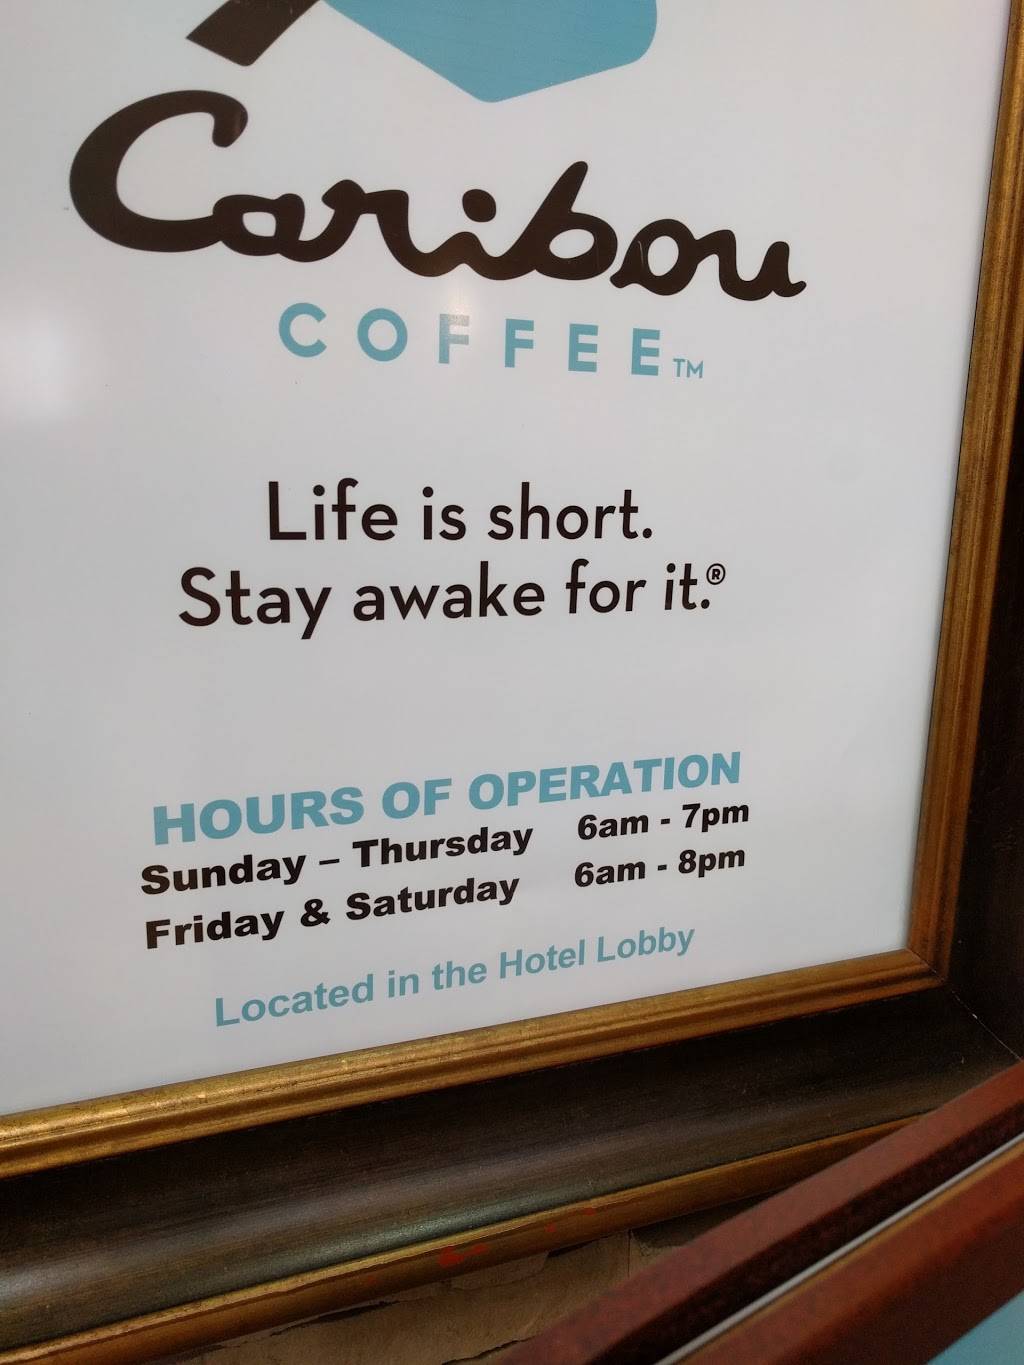 Caribou
COFFEE™
Life is short.
Stay awake for it.®
HOURS OF OPERATION
Sunday – Thursday 6am - 7pm
Friday & Saturday 6am - 8pm
Located in the Hotel Lobby